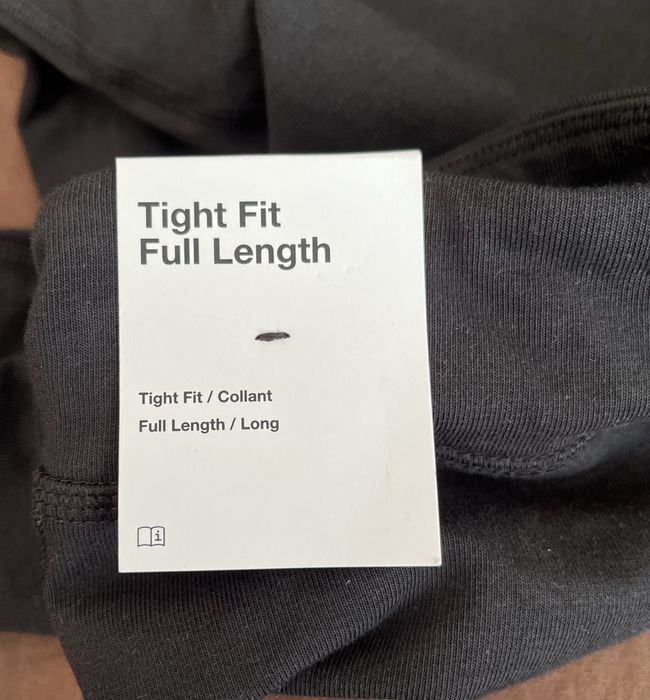 Tight Fit
Full Length
Tight Fit / Collant
Full Length / Long
i